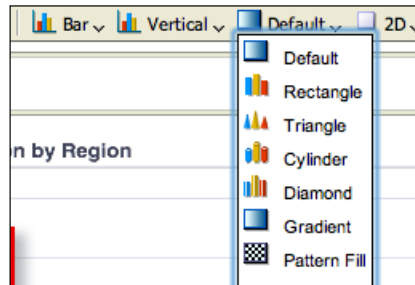 Bar Vertical Default 2D
Default
Rectangle
Triangle
n by Region
Cylinder
Diamond
Gradient
Pattern Fill